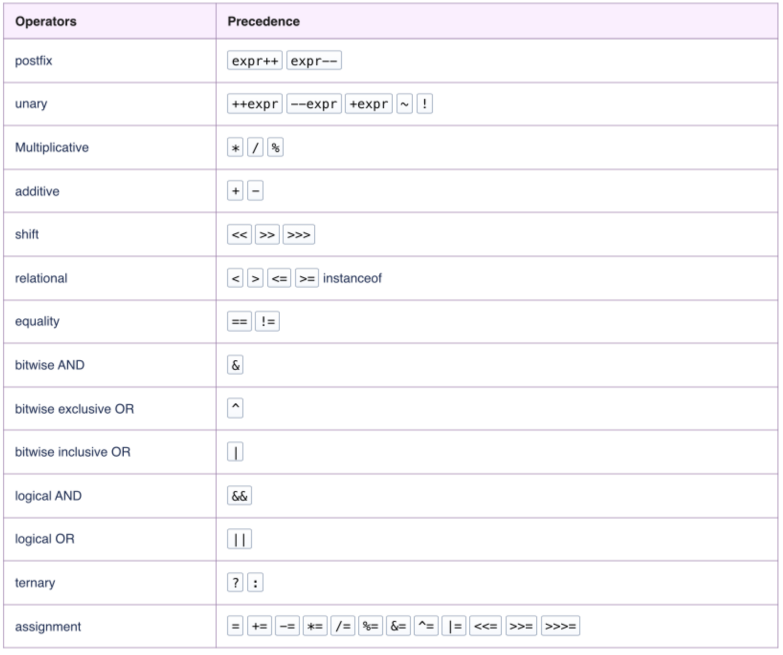 Operators Precedence
postfix expr++ expr--
unary ++expr --expr +expr ~ !
Multiplicative * / %
additive + -
shift << >> >>>
relational < > <= >= instanceof
equality == !=
bitwise AND &
bitwise exclusive OR ^
bitwise inclusive OR |
logical AND &&
logical OR ||
ternary ? :
assignment = += -= *= /= %= &= ^= |= <<= >>= >>>=